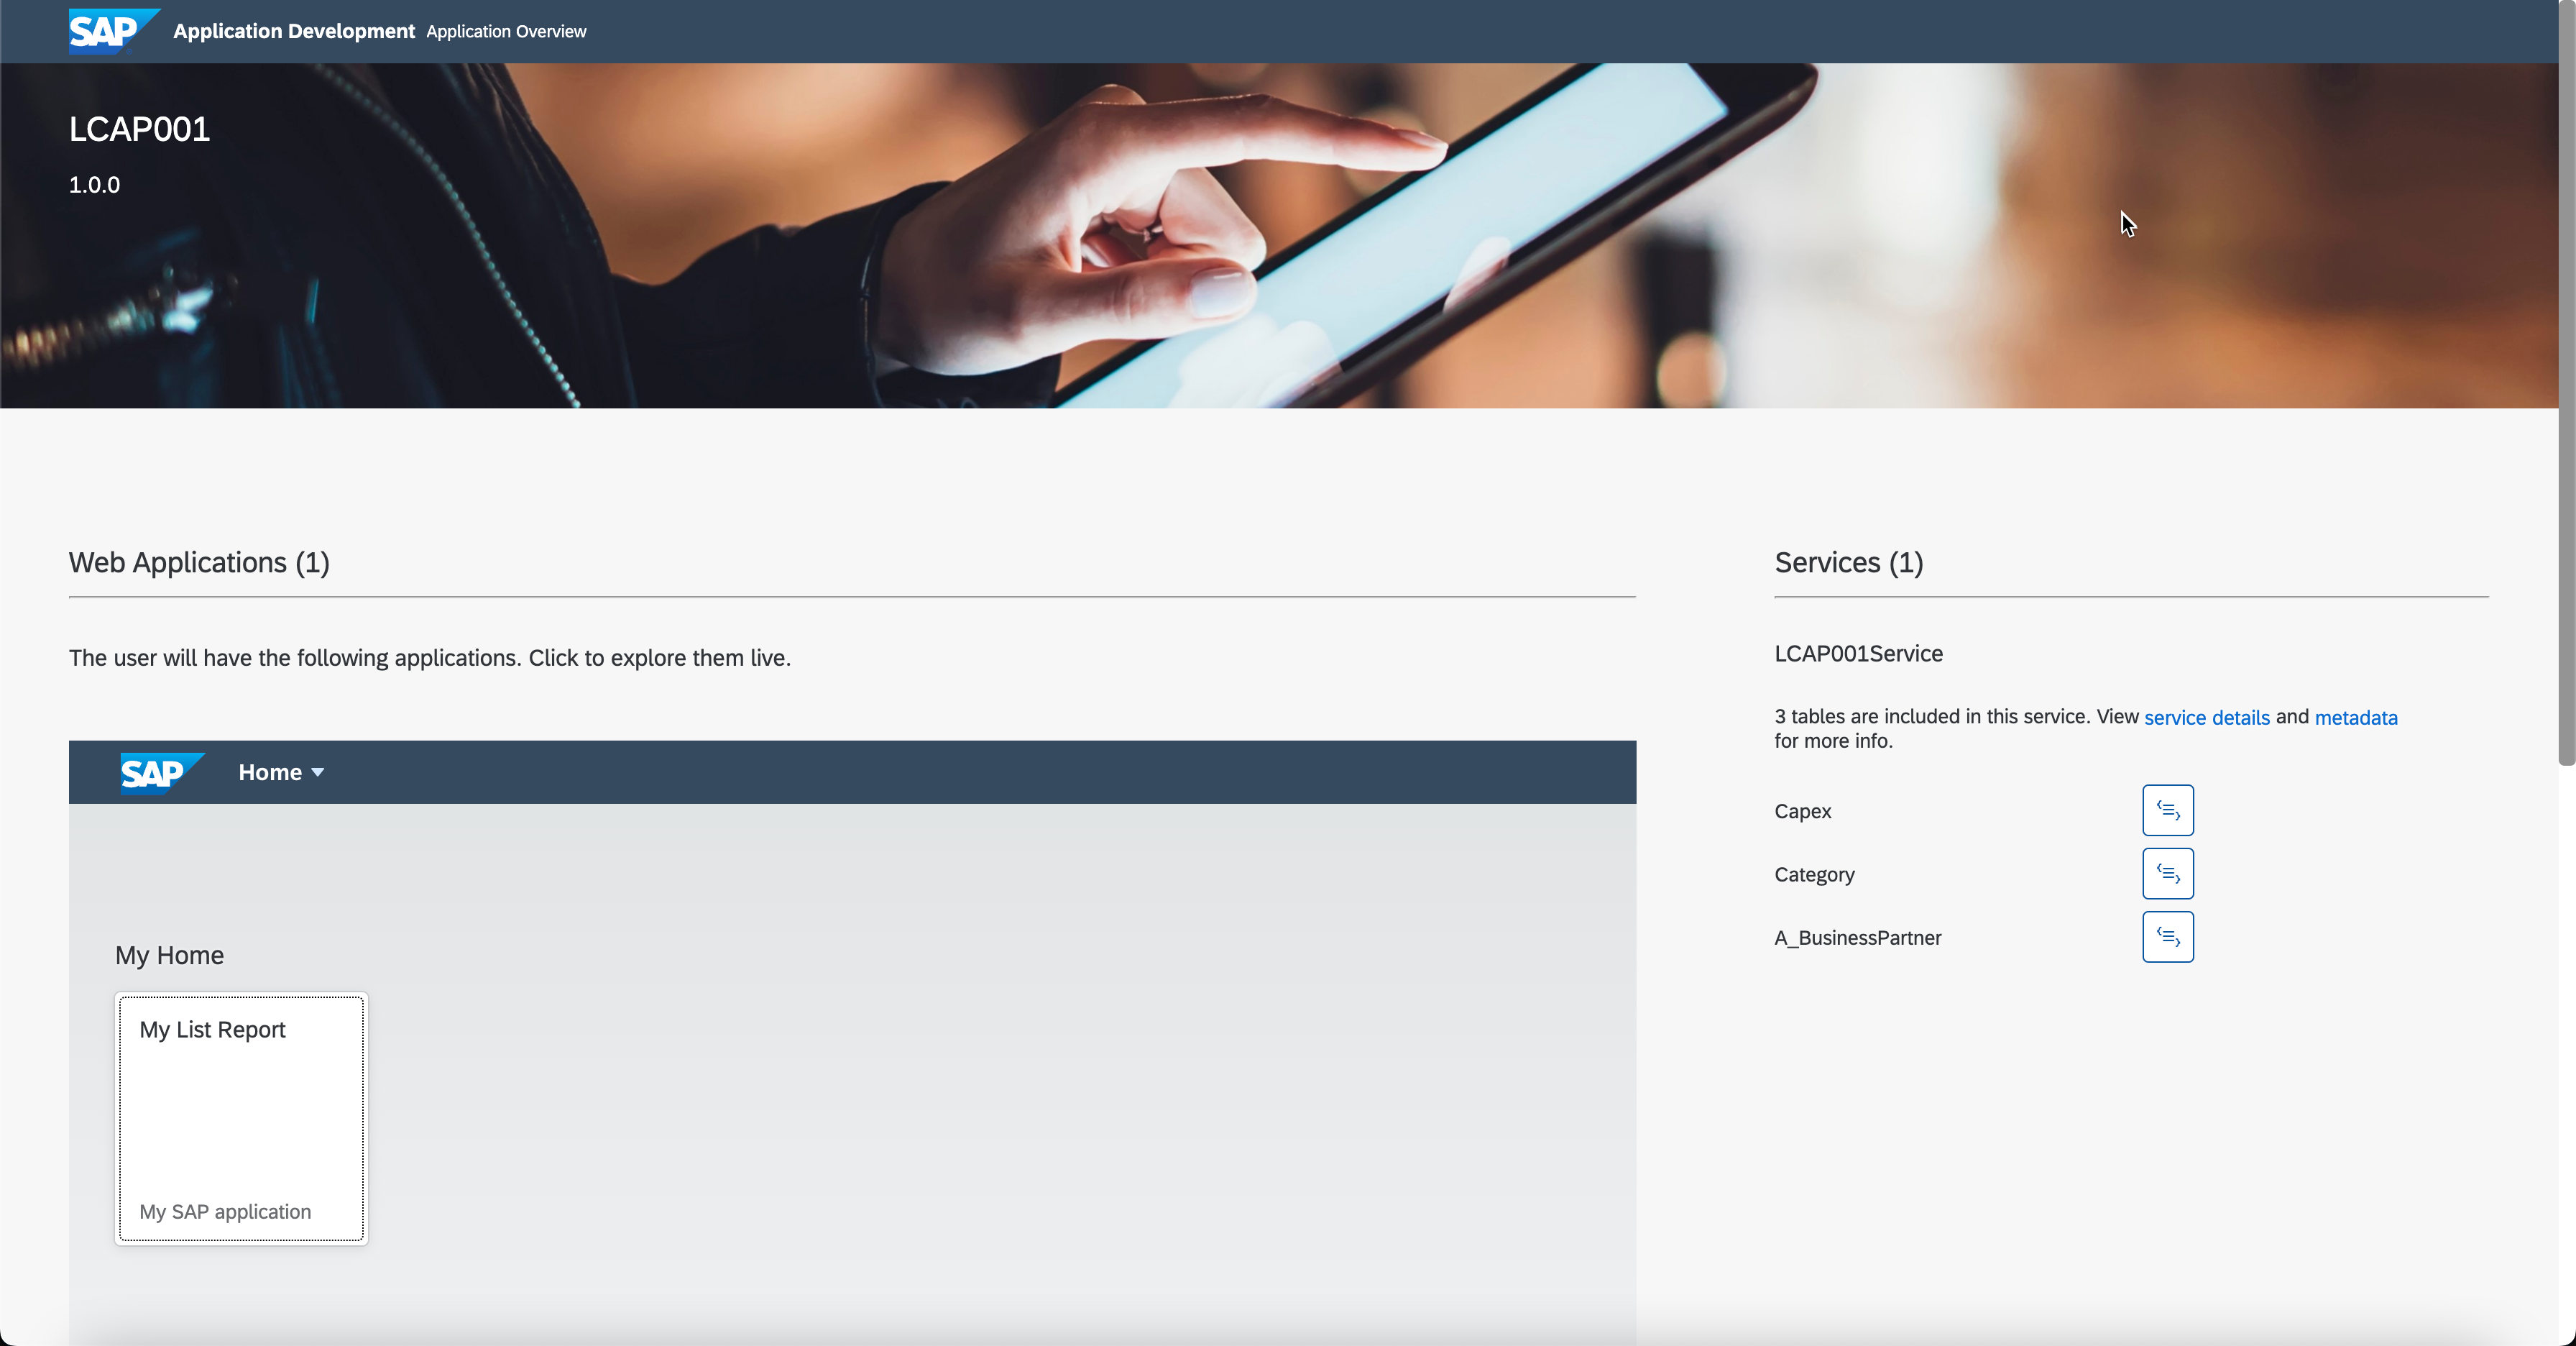 SAP Application Development Application Overview
LCAP001
1.0.0
Web Applications (1)
The user will have the following applications. Click to explore them live.
SAP Home
My Home
My List Report
My SAP application
Services (1)
LCAP001Service
3 tables are included in this service. View service details and metadata
for more info.
Capex
Category
A_BusinessPartner